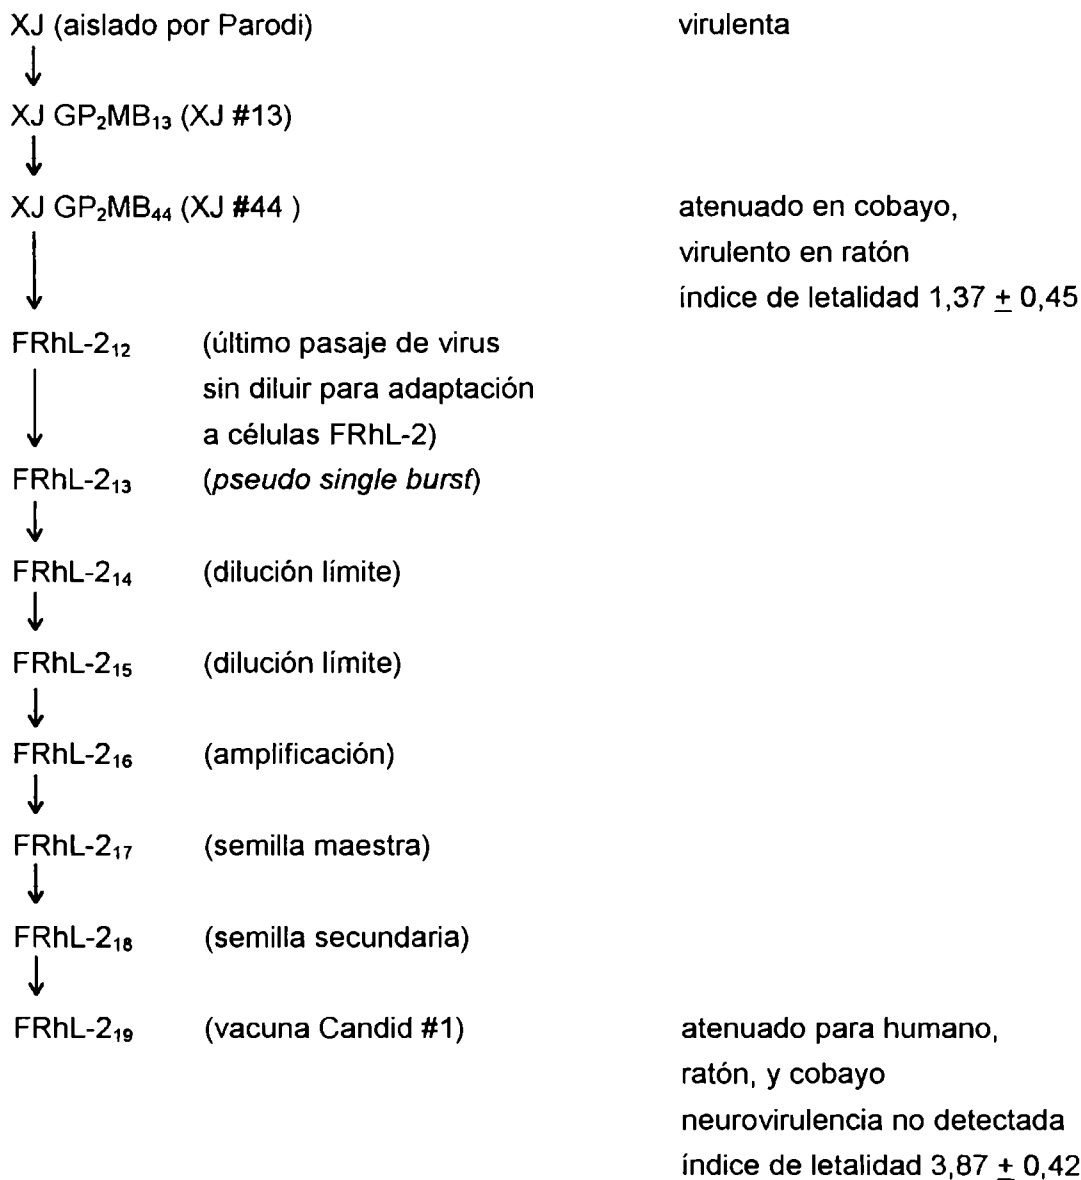 XJ (aislado por Parodi) virulenta
XJ GP₂MB₁₃ (XJ #13)
XJ GP₂MB₄₄ (XJ #44 ) atenuado en cobayo,
virulento en ratón
índice de letalidad 1,37 ± 0,45
FRhL-2₁₂ (último pasaje de virus
sin diluir para adaptación
a células FRhL-2)
FRhL-2₁₃ (pseudo single burst)
FRhL-2₁₄ (dilución límite)
FRhL-2₁₅ (dilución límite)
FRhL-2₁₆ (amplificación)
FRhL-2₁₇ (semilla maestra)
FRhL-2₁₈ (semilla secundaria)
FRhL-2₁₉ (vacuna Candid #1) atenuado para humano,
ratón, y cobayo
neurovirulencia no detectada
índice de letalidad 3,87 ± 0,42